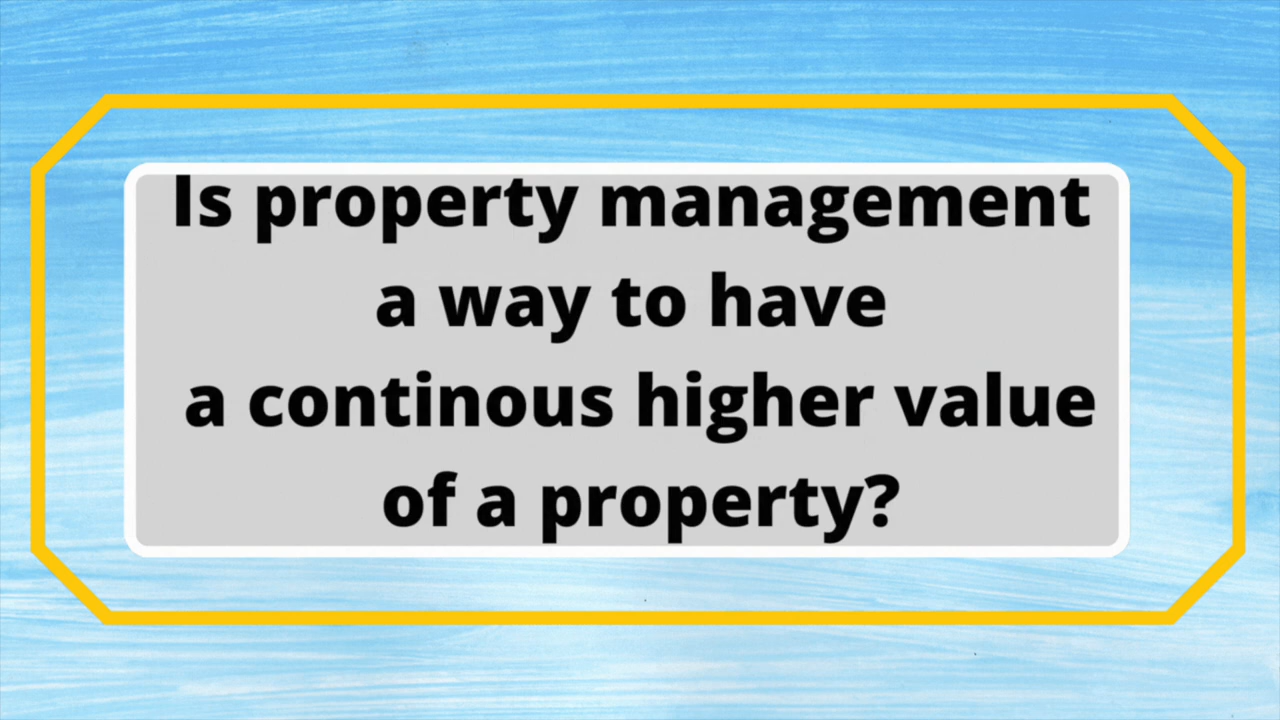 Is property management
a way to have
a continous higher value
of a property?